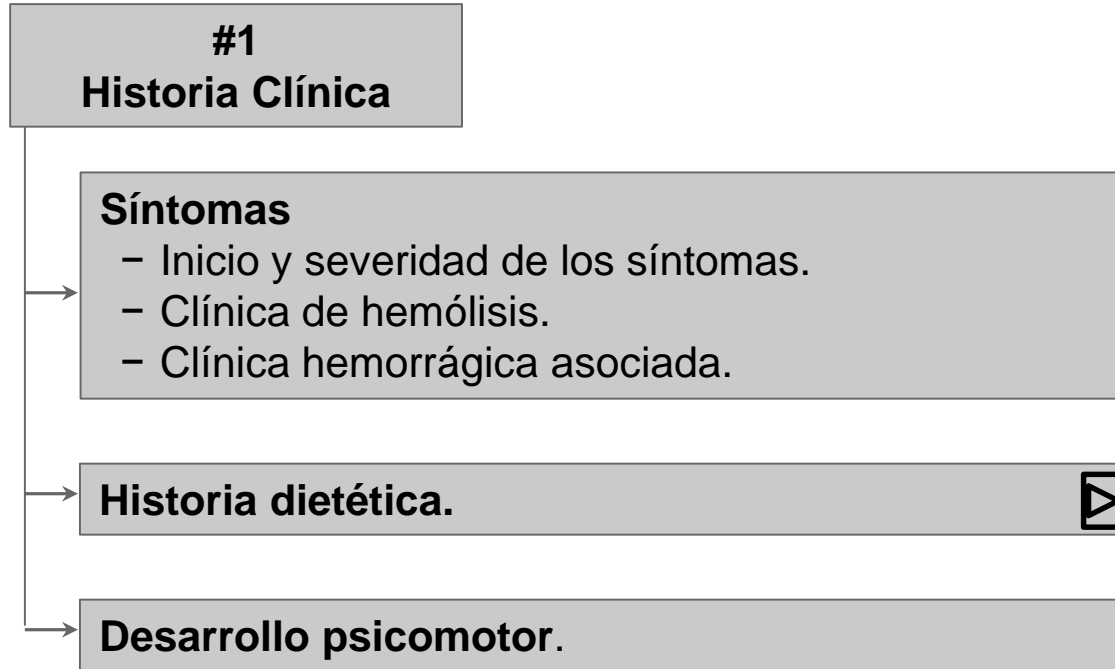 #1
Historia Clínica
Síntomas
− Inicio y severidad de los síntomas.
− Clínica de hemólisis.
− Clínica hemorrágica asociada.
Historia dietética.
Desarrollo psicomotor.